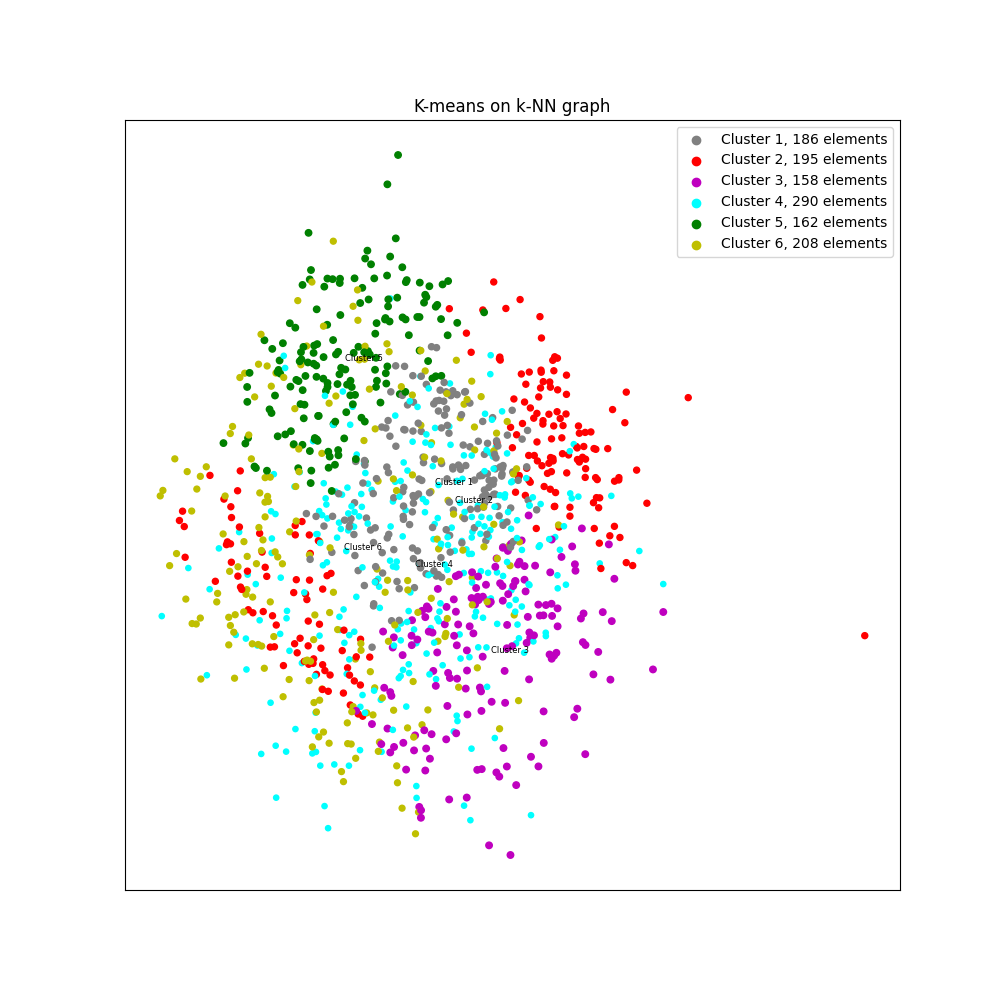 K-means on k-NN graph
Cluster 1, 186 elements
Cluster 2, 195 elements
Cluster 3, 158 elements
Cluster 4, 290 elements
Cluster 5, 162 elements
Cluster 6, 208 elements
Cluster 5
Cluster 1
Cluster 2
Cluster 6
Cluster 4
Cluster 3